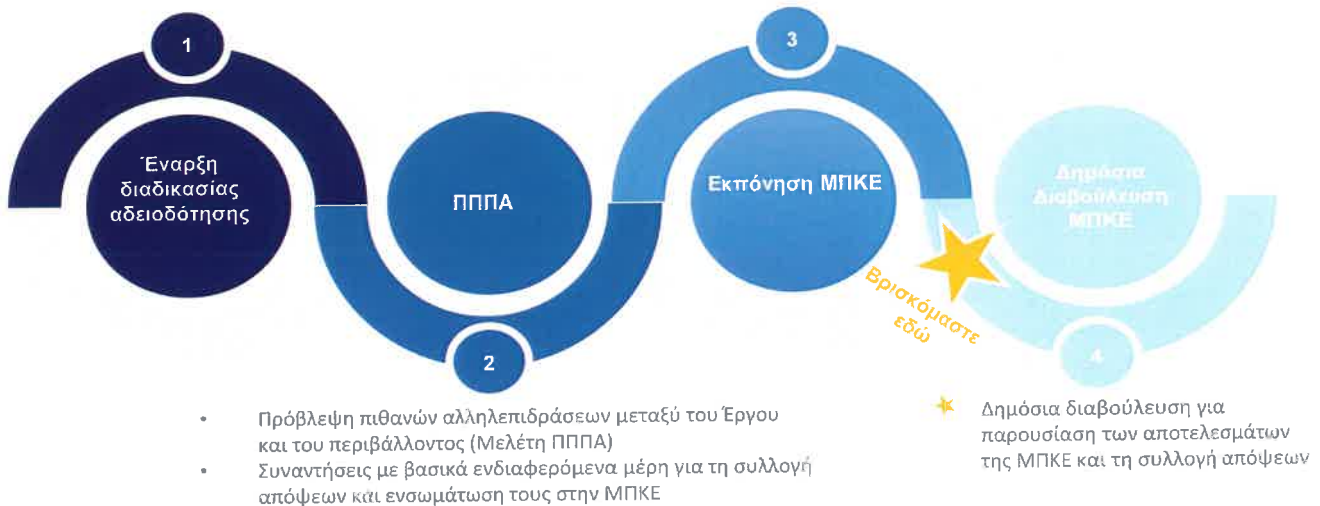 1
Έναρξη
διαδικασίας
αδειοδότησης
ΠΠΠΑ
2
3
Εκπόνηση ΜΠΚΕ
Βρισκόμαστε
εδώ
Δημόσια
Διαβούλευση
ΜΠΚΕ
4
• Πρόβλεψη πιθανών αλληλεπιδράσεων μεταξύ του Έργου
και του περιβάλλοντος (Μελέτη ΠΠΠΑ)
• Συναντήσεις με βασικά ενδιαφερόμενα μέρη για τη συλλογή
απόψεων και ενσωμάτωση τους στην ΜΠΚΕ
Δημόσια διαβούλευση για
παρουσίαση των αποτελεσμάτων
της ΜΠΚΕ και τη συλλογή απόψεων